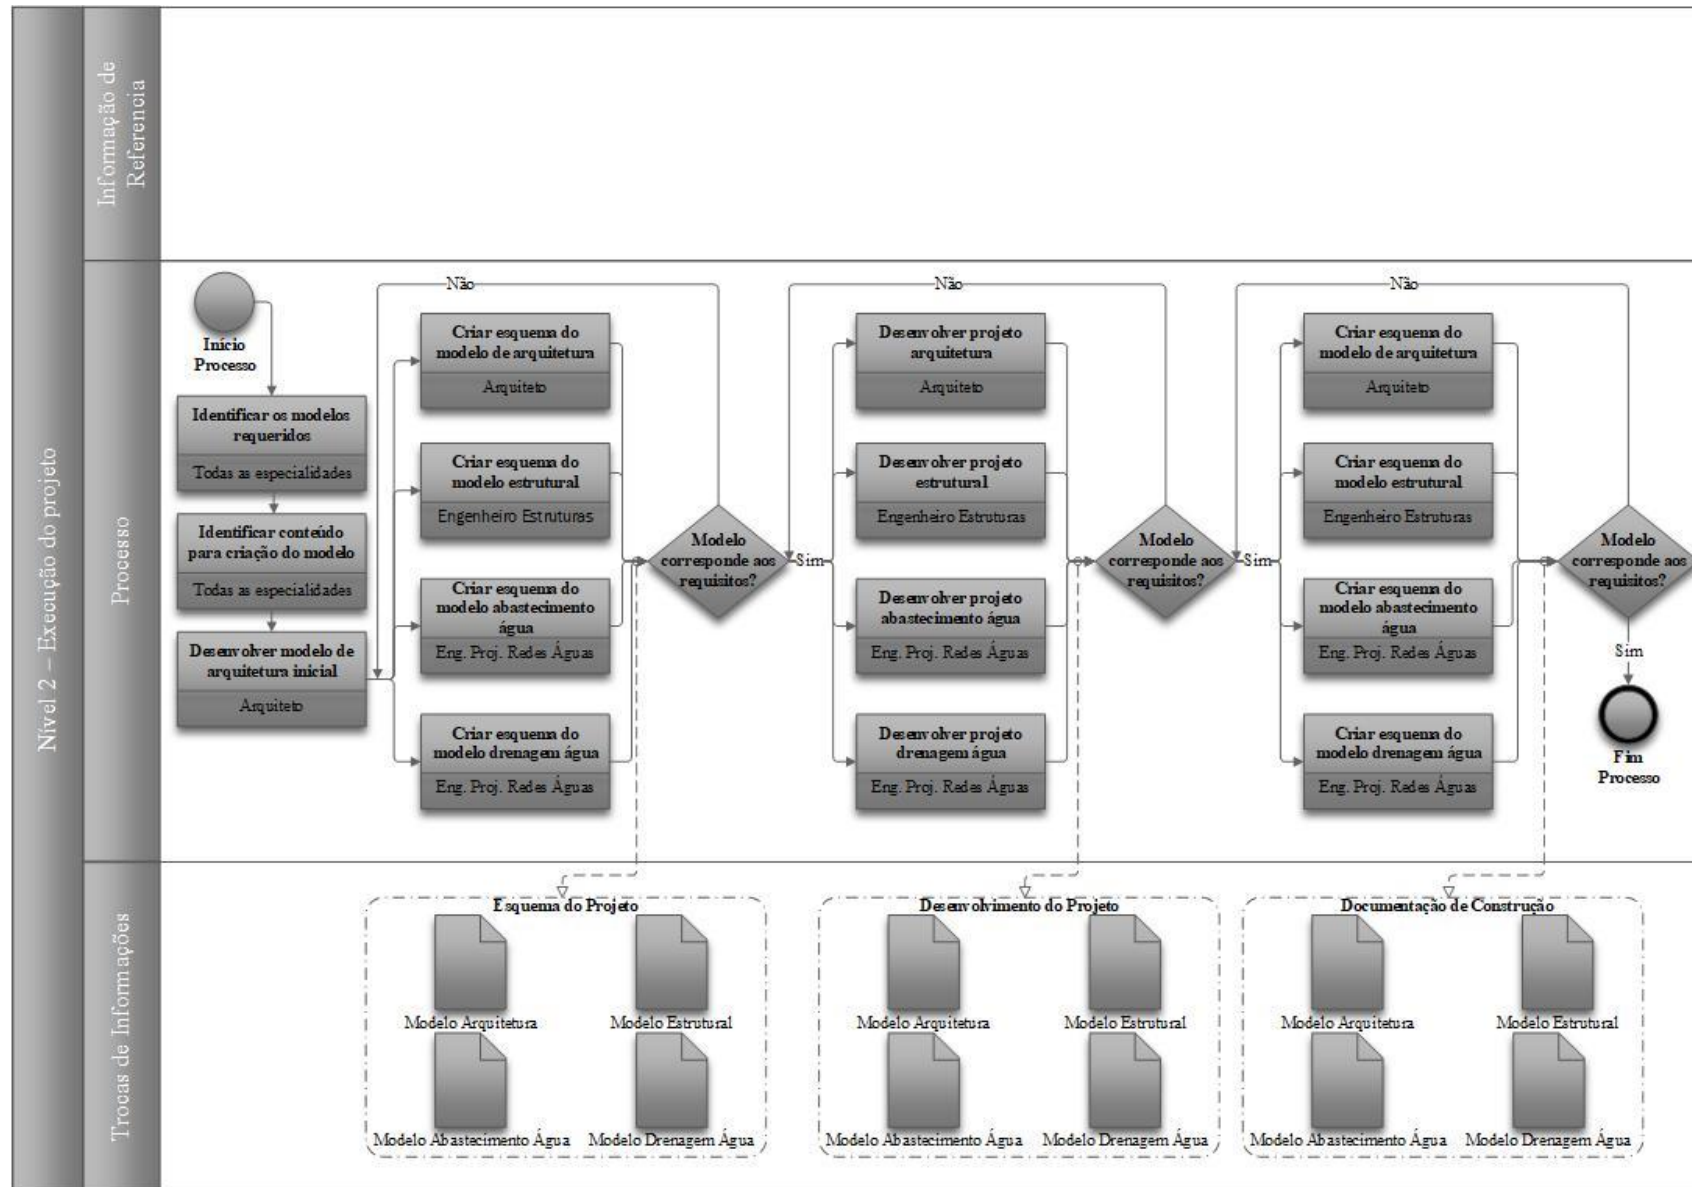 Nível 2 – Execução do projeto
Informação de
Referencia
Processo
Trocas de Informações
Início
Processo
Identificar os modelos
requeridos
Todas as especialidades
Identificar conteúdo
para criação do modelo
Todas as especialidades
Desenvolver modelo de
arquitetura inicial
Arquiteto
Não
Criar esquema do
modelo de arquitetura
Arquiteto
Criar esquema do
modelo estrutural
Engenheiro Estruturas
Criar esquema do
modelo abastecimento
água
Eng. Proj. Redes Águas
Criar esquema do
modelo drenagem água
Eng. Proj. Redes Águas
Modelo
corresponde aos
requisitos?
Sim
Não
Desenvolver projeto
arquitetura
Arquiteto
Desenvolver projeto
estrutural
Engenheiro Estruturas
Desenvolver projeto
abastecimento água
Eng. Proj. Redes Águas
Desenvolver projeto
drenagem água
Eng. Proj. Redes Águas
Modelo
corresponde aos
requisitos?
Sim
Não
Criar esquema do
modelo de arquitetura
Arquiteto
Criar esquema do
modelo estrutural
Engenheiro Estruturas
Criar esquema do
modelo abastecimento
água
Eng. Proj. Redes Águas
Criar esquema do
modelo drenagem água
Eng. Proj. Redes Águas
Modelo
corresponde aos
requisitos?
Sim
Fim
Processo
Esquema do Projeto
Modelo Arquitetura
Modelo Estrutural
Modelo Abastecimento Água
Modelo Drenagem Água
Desenvolvimento do Projeto
Modelo Arquitetura
Modelo Estrutural
Modelo Abastecimento Água
Modelo Drenagem Água
Documentação de Construção
Modelo Arquitetura
Modelo Estrutural
Modelo Abastecimento Água
Modelo Drenagem Água